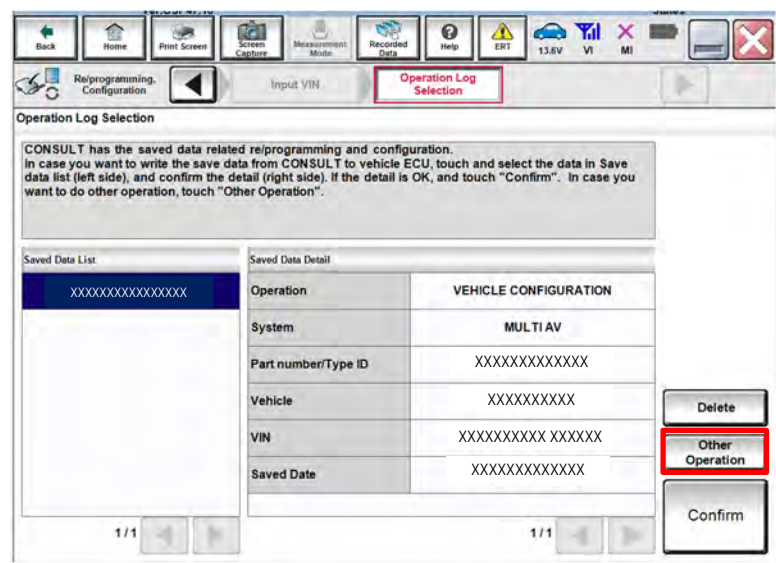 Back
Home
Print Screen
Screen
Capture
Measurement
Mode
Recorded
Data
Help
ERT
13.6V
VI
MI
Re/programming,
Configuration
Input VIN
Operation Log
Selection
Operation Log Selection
CONSULT has the saved data related re/programming and configuration.
In case you want to write the save data from CONSULT to vehicle ECU, touch and select the data in Save
data list (left side), and confirm the detail (right side). If the detail is OK, and touch "Confirm". In case you
want to do other operation, touch "Other Operation".
Saved Data List
XXXXXXXXXXXXXXXX
1/1
Saved Data Detail
Operation VEHICLE CONFIGURATION
System MULTI AV
Part number/Type ID XXXXXXXXXXXXX
Vehicle XXXXXXXXXX
VIN XXXXXXXXXX XXXXXX
Saved Date XXXXXXXXXXXXX
1/1
Delete
Other
Operation
Confirm